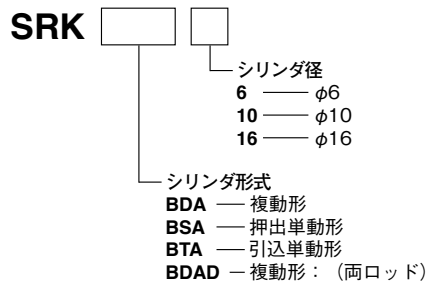 SRK
シリンダ径
6 — φ6
10 — φ10
16 — φ16
シリンダ形式
BDA — 複動形
BSA — 押出単動形
BTA — 引込単動形
BDAD — 複動形：（両ロッド）